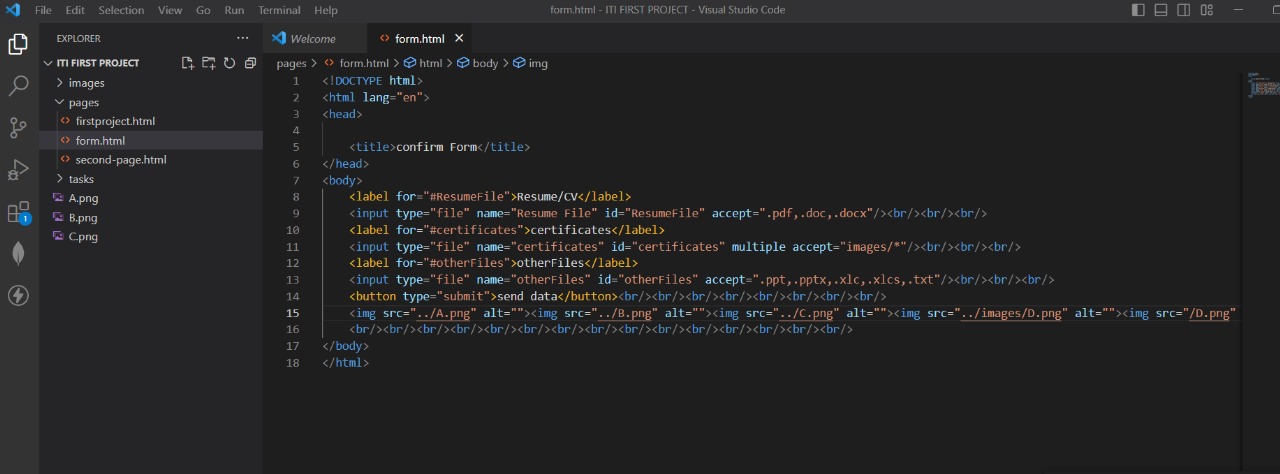 File Edit Selection View Go Run Terminal Help
form.html - ITI FIRST PROJECT - Visual Studio Code
EXPLORER
ITI FIRST PROJECT
images
pages
firstproject.html
form.html
second-page.html
tasks
A.png
B.png
C.png
1
Welcome
form.html
pages > form.html > html > body > img
1 <!DOCTYPE html>
2 <html lang="en">
3 <head>
4
5 <title>confirm Form</title>
6 </head>
7 <body>
8 <label for="#ResumeFile">Resume/CV</label>
9 <input type="file" name="Resume File" id="ResumeFile" accept=".pdf,.doc,.docx"/><br/><br/><br/>
10 <label for="#certificates">certificates</label>
11 <input type="file" name="certificates" id="certificates" multiple accept="images/*"/><br/><br/><br/>
12 <label for="#otherFiles">otherFiles</label>
13 <input type="file" name="otherFiles" id="otherFiles" accept=".ppt,.pptx,.xlc,.xlcs,.txt"/><br/><br/><br/>
14 <button type="submit">send data</button><br/><br/><br/><br/><br/><br/><br/><br/>
15 <img src="../A.png" alt=""><img src="../B.png" alt=""><img src="../C.png" alt=""><img src="../images/D.png" alt=""><img src="/D.png"
16 <br/><br/><br/><br/><br/><br/><br/><br/><br/><br/><br/><br/><br/><br/><br/>
17 </body>
18 </html>